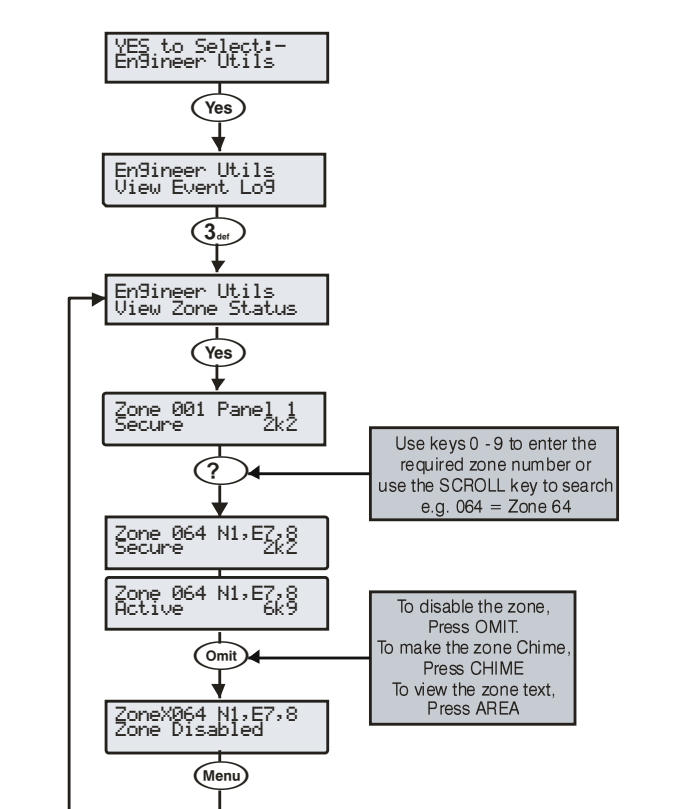 YES to Select:-
Engineer Utils
Yes
Engineer Utils
View Event Log
3def
Engineer Utils
View Zone Status
Yes
Zone 001 Panel 1
Secure 2k2
Use keys 0 - 9 to enter the
required zone number or
use the SCROLL key to search
e.g. 064 = Zone 64
?
Zone 064 N1,E7,8
Secure 2k2
Zone 064 N1,E7,8
Active 6k9
To disable the zone,
Press OMIT.
To make the zone Chime,
Press CHIME
To view the zone text,
Press AREA
Omit
ZoneX064 N1,E7,8
Zone Disabled
Menu